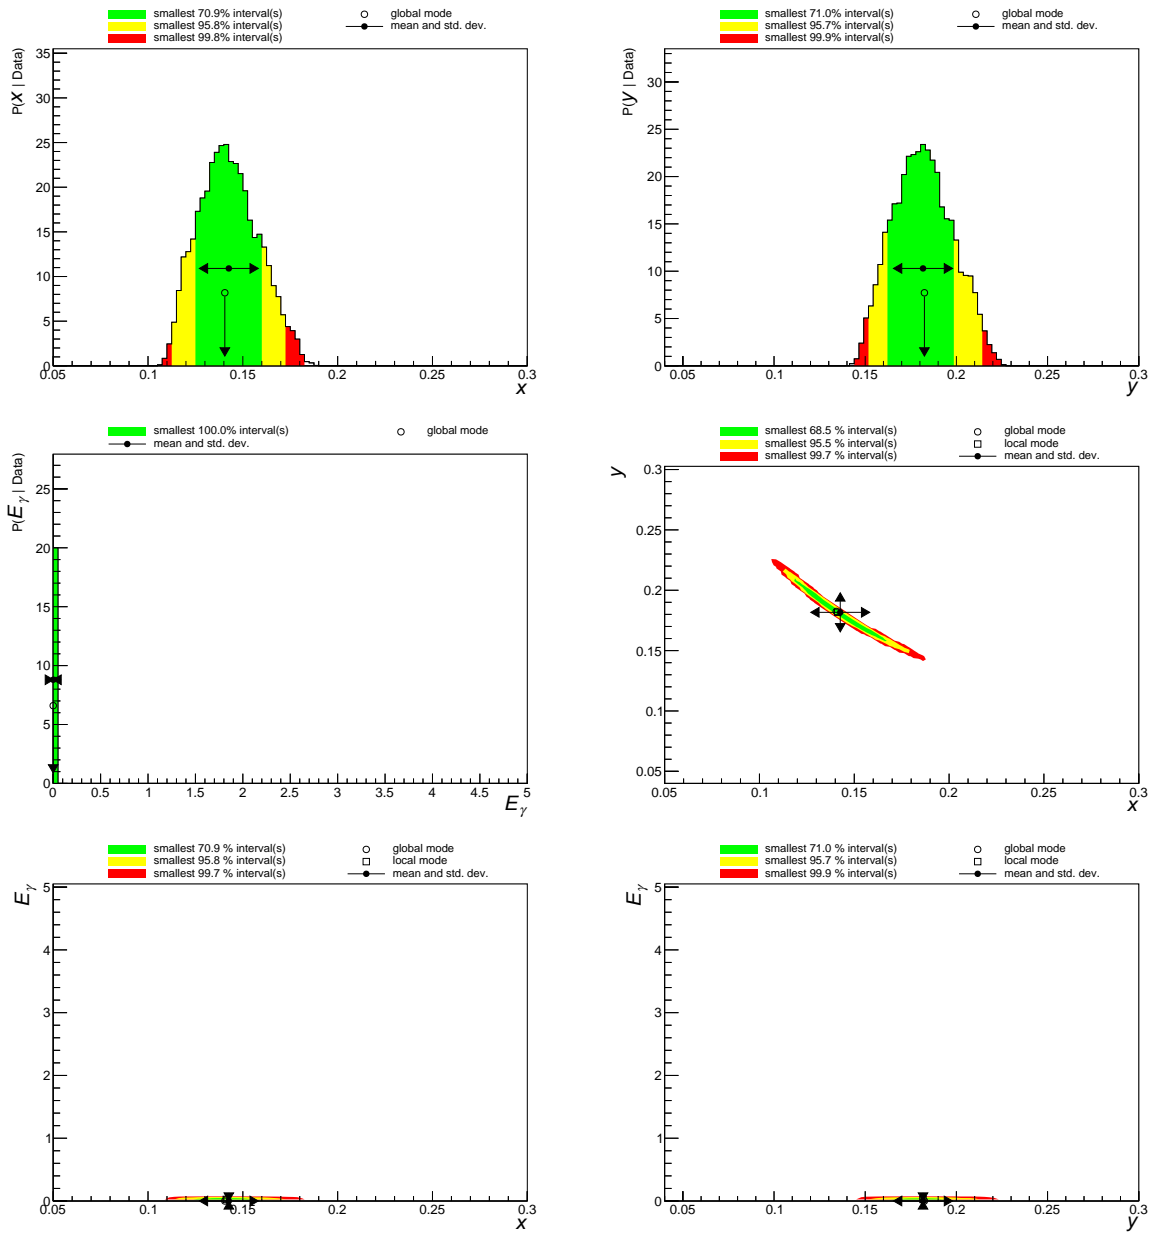 smallest 70.9% interval(s)
smallest 95.8% interval(s)
smallest 99.8% interval(s)
global mode
mean and std. dev.
P(x | Data)
35
30
25
20
15
10
5
0
0.05 0.1 0.15 0.2 0.25 0.3
x
smallest 71.0% interval(s)
smallest 95.7% interval(s)
smallest 99.9% interval(s)
global mode
mean and std. dev.
P(y | Data)
30
25
20
15
10
5
0
0.05 0.1 0.15 0.2 0.25 0.3
y
smallest 100.0% interval(s)
mean and std. dev.
global mode
P(Eγ | Data)
25
20
15
10
5
0
0 0.5 1 1.5 2 2.5 3 3.5 4 4.5 5
Eγ
smallest 68.5 % interval(s)
smallest 95.5 % interval(s)
smallest 99.7 % interval(s)
global mode
local mode
mean and std. dev.
y
0.3
0.25
0.2
0.15
0.1
0.05
0.05 0.1 0.15 0.2 0.25 0.3
x
smallest 70.9 % interval(s)
smallest 95.8 % interval(s)
smallest 99.7 % interval(s)
global mode
local mode
mean and std. dev.
Eγ
5
4
3
2
1
0
0.05 0.1 0.15 0.2 0.25 0.3
x
smallest 71.0 % interval(s)
smallest 95.7 % interval(s)
smallest 99.9 % interval(s)
global mode
local mode
mean and std. dev.
Eγ
5
4
3
2
1
0
0.05 0.1 0.15 0.2 0.25 0.3
y